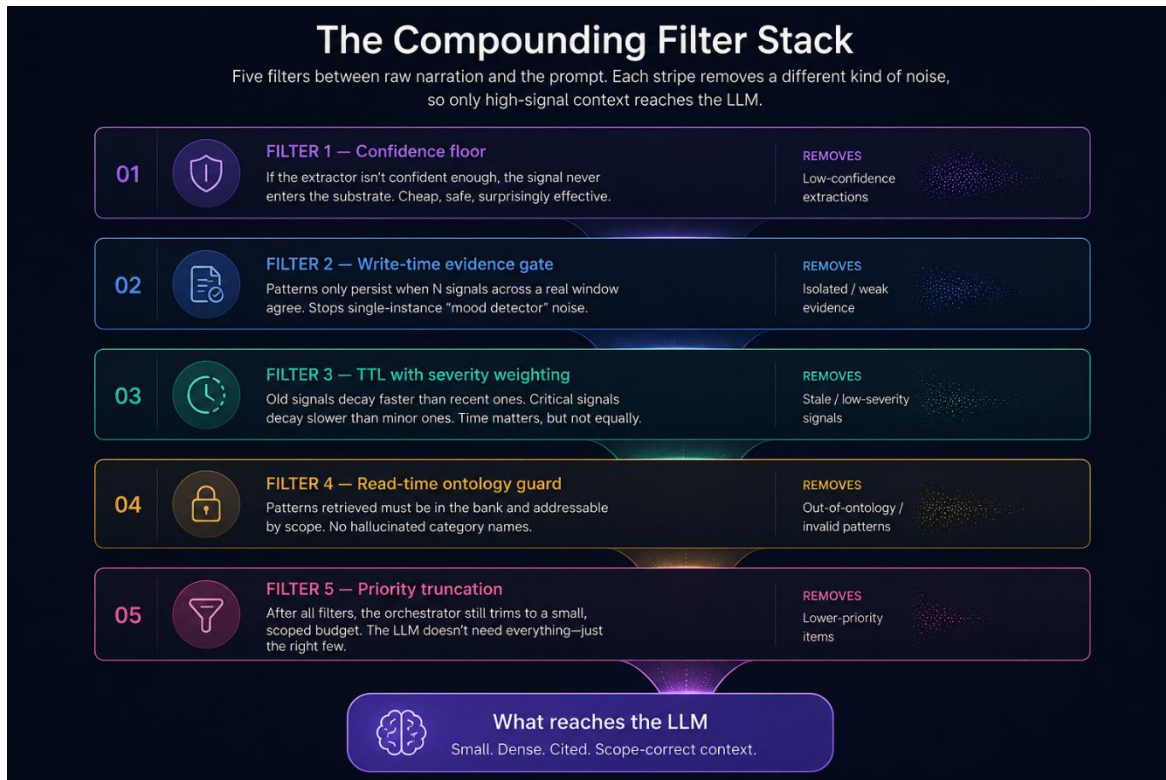 The Compounding Filter Stack
Five filters between raw narration and the prompt. Each stripe removes a different kind of noise,
so only high-signal context reaches the LLM.
01
FILTER 1 — Confidence floor
If the extractor isn't confident enough, the signal never
enters the substrate. Cheap, safe, surprisingly effective.
REMOVES
Low-confidence
extractions
02
FILTER 2 — Write-time evidence gate
Patterns only persist when N signals across a real window
agree. Stops single-instance "mood detector" noise.
REMOVES
Isolated / weak
evidence
03
FILTER 3 — TTL with severity weighting
Old signals decay faster than recent ones. Critical signals
decay slower than minor ones. Time matters, but not equally.
REMOVES
Stale / low-severity
signals
04
FILTER 4 — Read-time ontology guard
Patterns retrieved must be in the bank and addressable
by scope. No hallucinated category names.
REMOVES
Out-of-ontology /
invalid patterns
05
FILTER 5 — Priority truncation
After all filters, the orchestrator still trims to a small,
scoped budget. The LLM doesn't need everything—just
the right few.
REMOVES
Lower-priority
items
What reaches the LLM
Small. Dense. Cited. Scope-correct context.